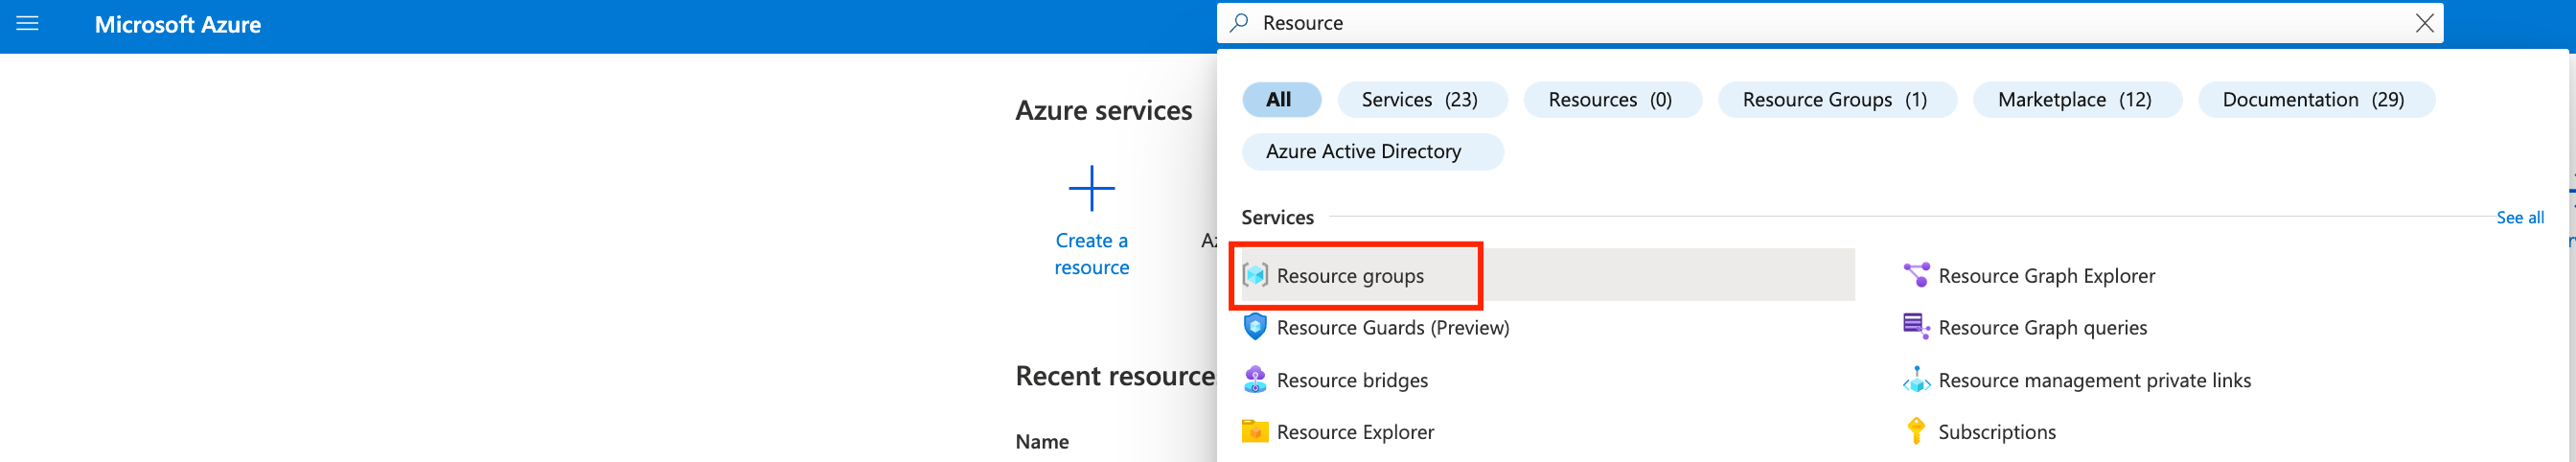 Microsoft Azure
Resource
All
Services (23)
Resources (0)
Resource Groups (1)
Marketplace (12)
Documentation (29)
Azure Active Directory
Azure services
Create a
resource
Services
See all
Resource groups
Resource Graph Explorer
Resource Guards (Preview)
Resource Graph queries
Resource bridges
Resource management private links
Resource Explorer
Subscriptions
Recent resource
Name